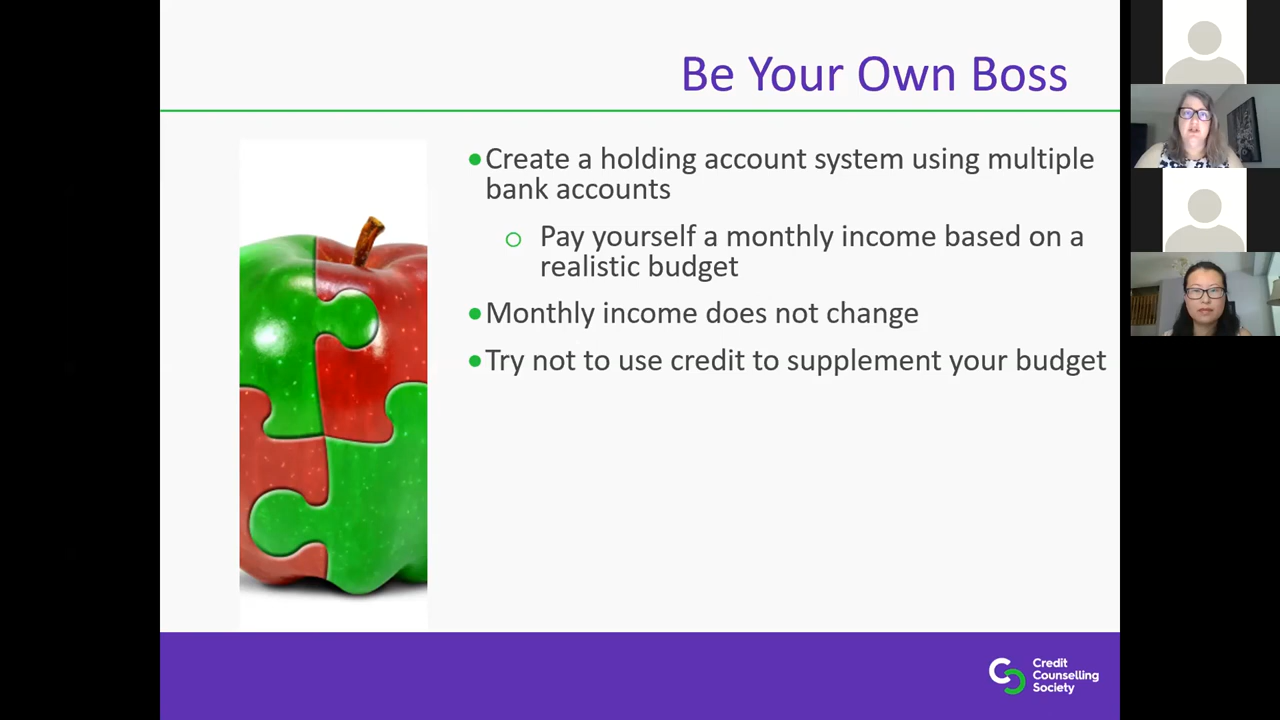 Be Your Own Boss
•Create a holding account system using multiple
bank accounts
o Pay yourself a monthly income based on a
realistic budget
•Monthly income does not change
•Try not to use credit to supplement your budget
Credit
Counselling
Society